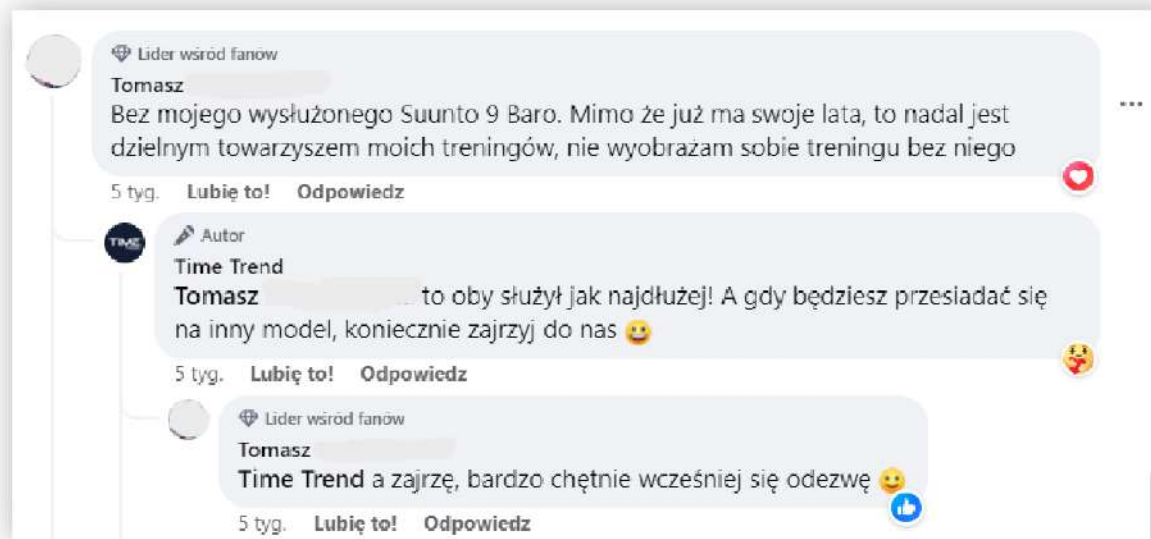 Lider wśród fanów
Tomasz
Bez mojego wysłużonego Suunto 9 Baro. Mimo że już ma swoje lata, to nadal jest
dzielnym towarzyszem moich treningów, nie wyobrażam sobie treningu bez niego
5 tyg. Lubię to! Odpowiedz
TIME
Autor
Time Trend
Tomasz to oby służył jak najdłużej! A gdy będziesz przesiadać się
na inny model, koniecznie zajrzyj do nas 😀
5 tyg. Lubię to! Odpowiedz
Lider wśród fanów
Tomasz
Time Trend a zajrzę, bardzo chętnie wcześniej się odezwę 😀
5 tyg. Lubię to! Odpowiedz